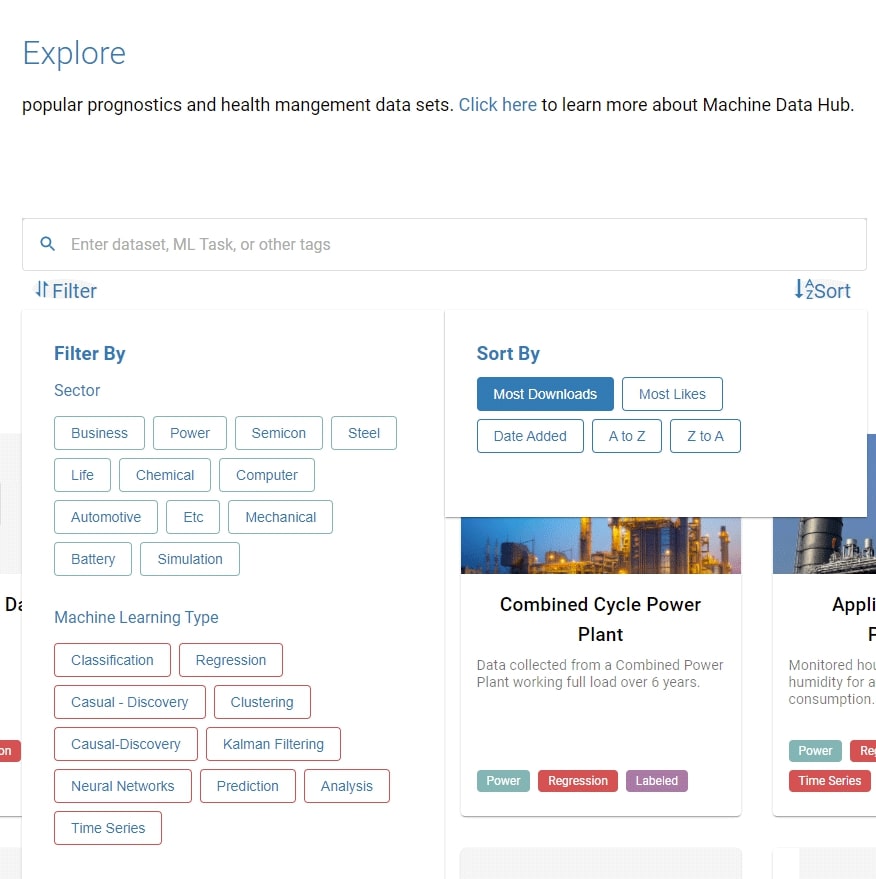 Explore
popular prognostics and health mangement data sets. Click here to learn more about Machine Data Hub.
Enter dataset, ML Task, or other tags
Filter
Sort
Filter By
Sector
Business Power Semicon Steel
Life Chemical Computer
Automotive Etc Mechanical
Battery Simulation
Machine Learning Type
Classification Regression
Casual - Discovery Clustering
Causal-Discovery Kalman Filtering
Neural Networks Prediction Analysis
Time Series
Sort By
Most Downloads Most Likes
Date Added A to Z Z to A
Combined Cycle Power
Plant
Data collected from a Combined Power
Plant working full load over 6 years.
Power Regression Labeled
Monitored
humidity for a
consumption.
Power
Time Series